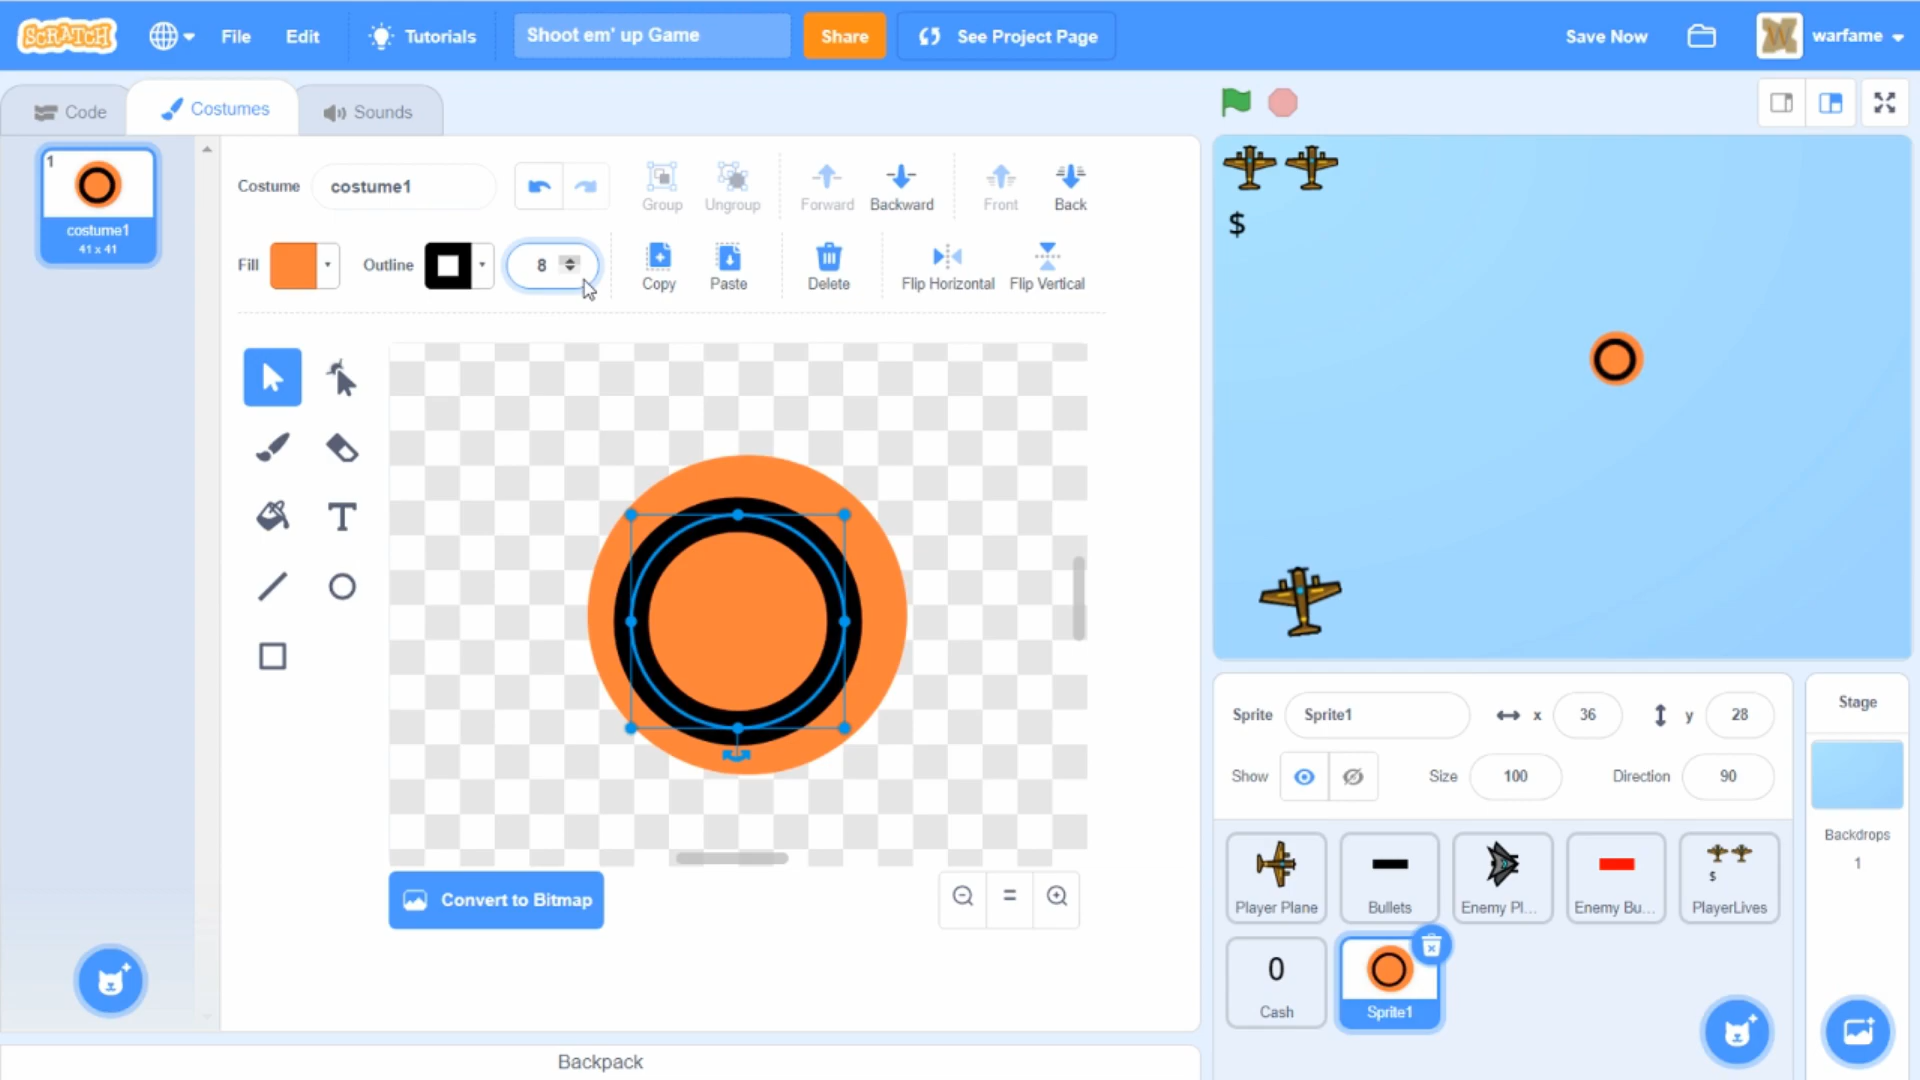 SCRATCH File Edit Tutorials Shoot em' up Game Share See Project Page Save Now warfame
Code Costumes Sounds
1
costume1
41 x 41
Costume costume1 Group Ungroup Forward Backward Front Back
Fill Outline 8 Copy Paste Delete Flip Horizontal Flip Vertical
T
Convert to Bitmap
=
Backpack
$
Sprite Sprite1 x 36 y 28
Show Size 100 Direction 90
Player Plane Bullets Enemy Pl... Enemy Bu... $ PlayerLives
0
Cash Sprite1
Stage
Backdrops
1